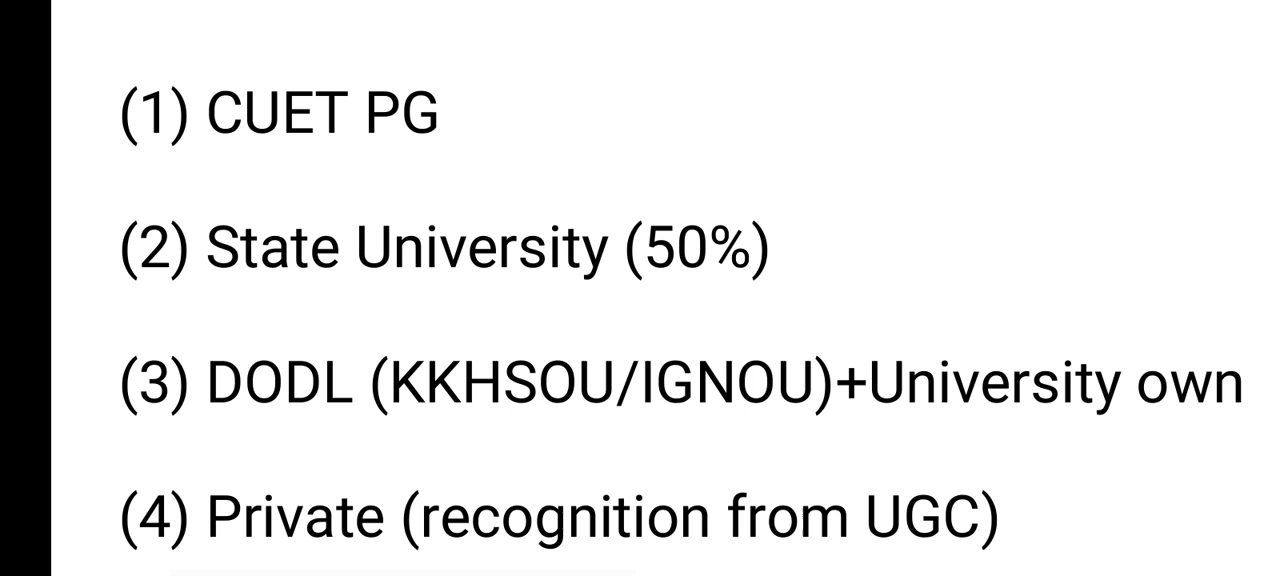 (1) CUET PG
(2) State University (50%)
(3) DODL (KKHSOU/IGNOU)+University own
(4) Private (recognition from UGC)